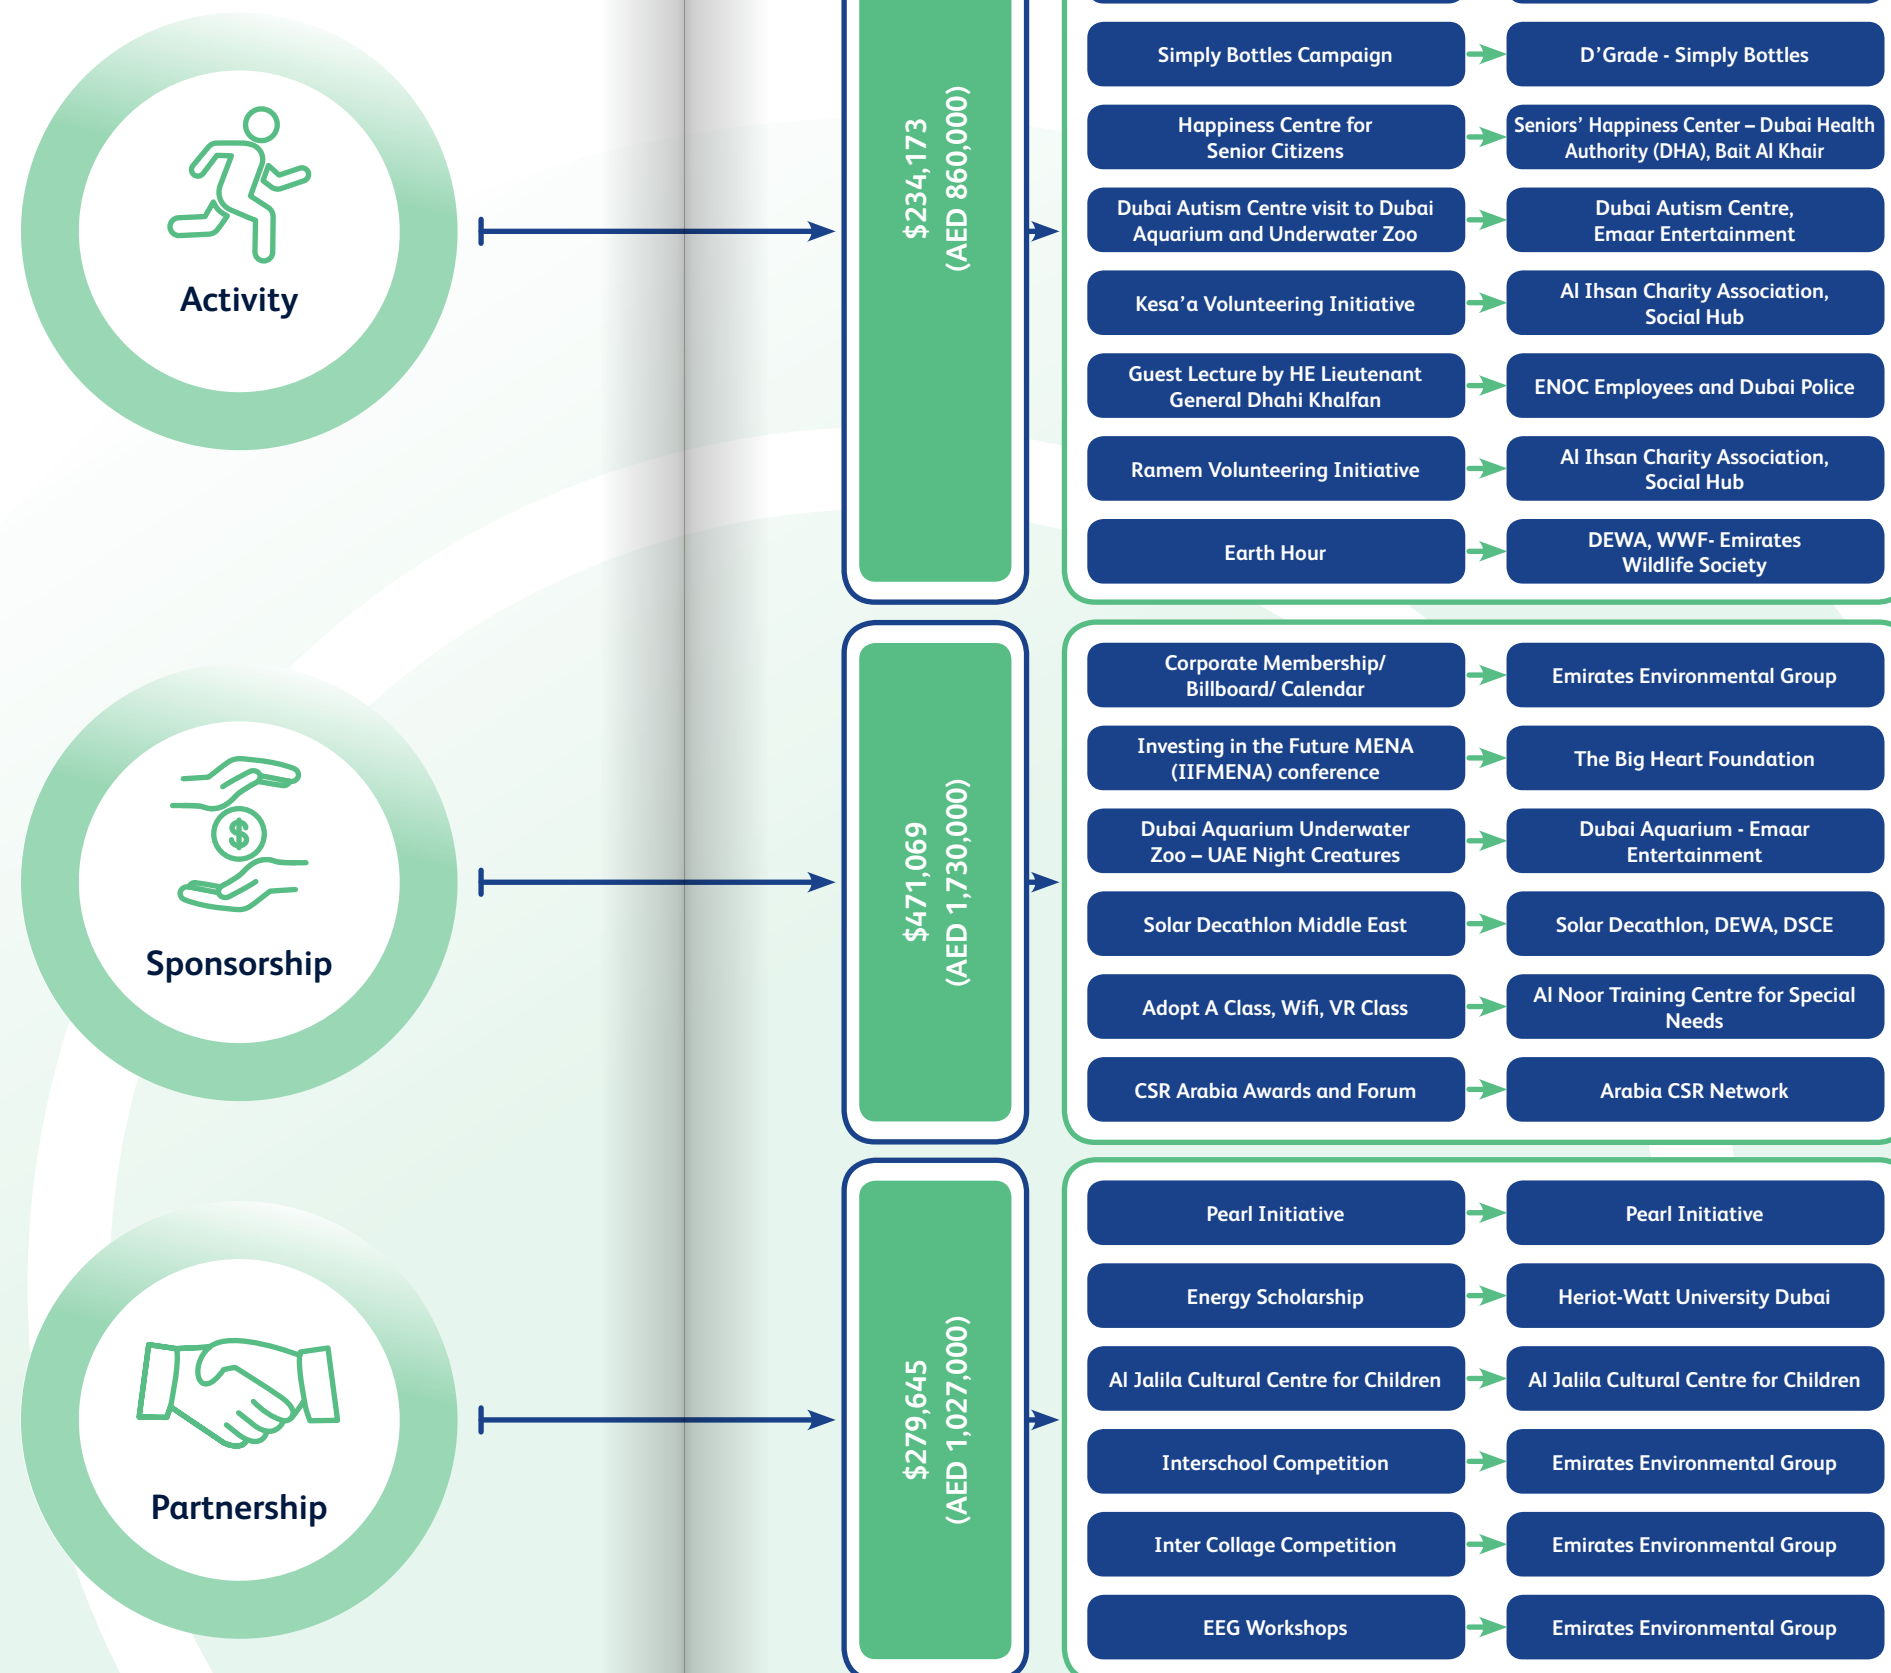 Activity
$234,173
(AED 860,000)
Simply Bottles Campaign
D’Grade - Simply Bottles
Happiness Centre for
Senior Citizens
Seniors’ Happiness Center – Dubai Health
Authority (DHA), Bait Al Khair
Dubai Autism Centre visit to Dubai
Aquarium and Underwater Zoo
Dubai Autism Centre,
Emaar Entertainment
Kesa’a Volunteering Initiative
Al Ihsan Charity Association,
Social Hub
Guest Lecture by HE Lieutenant
General Dhahi Khalfan
ENOC Employees and Dubai Police
Ramem Volunteering Initiative
Al Ihsan Charity Association,
Social Hub
Earth Hour
DEWA, WWF- Emirates
Wildlife Society
Sponsorship
$471,069
(AED 1,730,000)
Corporate Membership/
Billboard/ Calendar
Emirates Environmental Group
Investing in the Future MENA
(IIFMENA) conference
The Big Heart Foundation
Dubai Aquarium Underwater
Zoo – UAE Night Creatures
Dubai Aquarium - Emaar
Entertainment
Solar Decathlon Middle East
Solar Decathlon, DEWA, DSCE
Adopt A Class, Wifi, VR Class
Al Noor Training Centre for Special
Needs
CSR Arabia Awards and Forum
Arabia CSR Network
Partnership
$279,645
(AED 1,027,000)
Pearl Initiative
Pearl Initiative
Energy Scholarship
Heriot-Watt University Dubai
Al Jalila Cultural Centre for Children
Al Jalila Cultural Centre for Children
Interschool Competition
Emirates Environmental Group
Inter Collage Competition
Emirates Environmental Group
EEG Workshops
Emirates Environmental Group